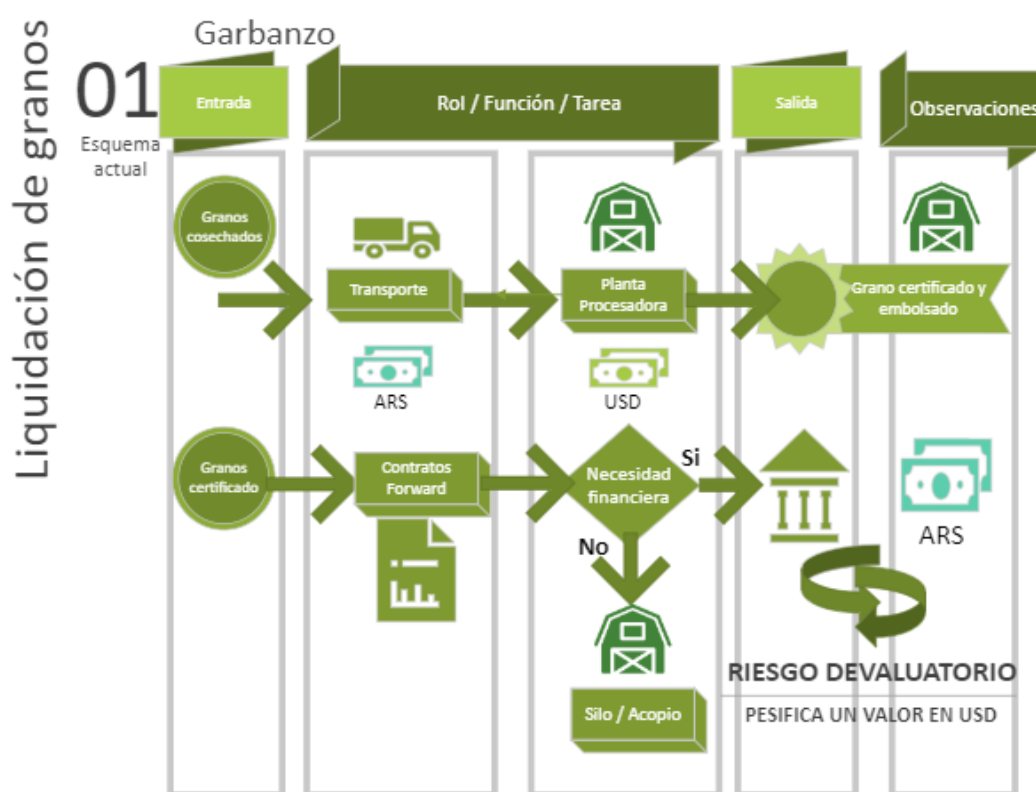 Liquidación de granos
01
Esquema
actual
Garbanzo
Entrada
Rol / Función / Tarea
Salida
Observaciones
Granos
cosechados
Transporte
Planta
Procesadora
Grano certificado y
embolsado
ARS
USD
Granos
certificado
Contratos
Forward
Necesidad
financiera
Si
No
ARS
Silo / Acopio
RIESGO DEVALUATORIO
PESIFICA UN VALOR EN USD